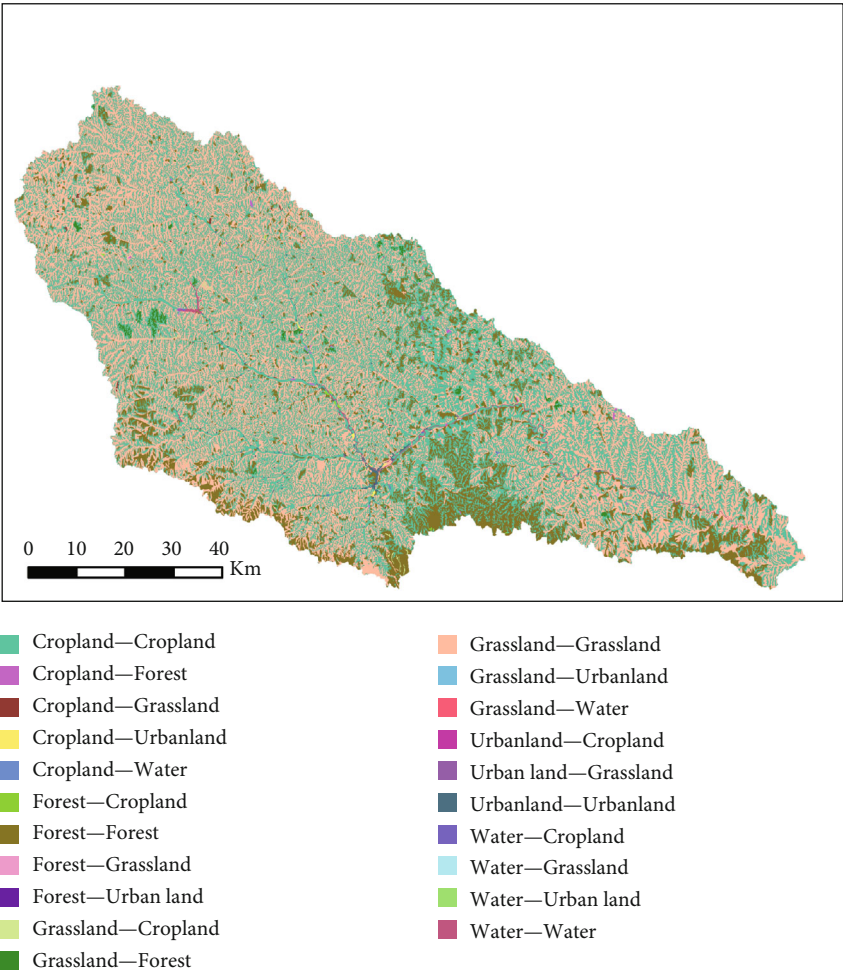 0 10 20 30 40
Km
Cropland—Cropland
Cropland—Forest
Cropland—Grassland
Cropland—Urbanland
Cropland—Water
Forest—Cropland
Forest—Forest
Forest—Grassland
Forest—Urban land
Grassland—Cropland
Grassland—Forest
Grassland—Grassland
Grassland—Urbanland
Grassland—Water
Urbanland—Cropland
Urban land—Grassland
Urbanland—Urbanland
Water—Cropland
Water—Grassland
Water—Urban land
Water—Water